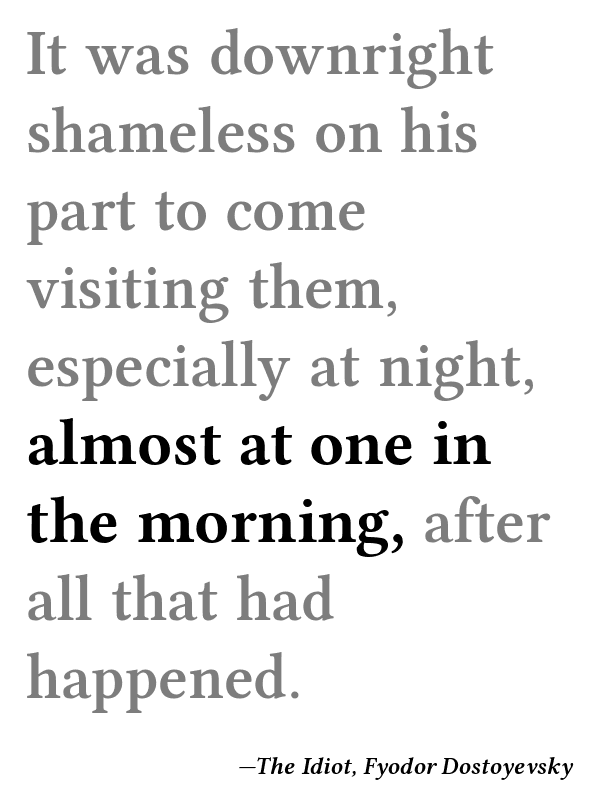 It was downright
shameless on his
part to come
visiting them,
especially at night,
almost at one in
the morning, after
all that had
happened.
—The Idiot, Fyodor Dostoyevsky